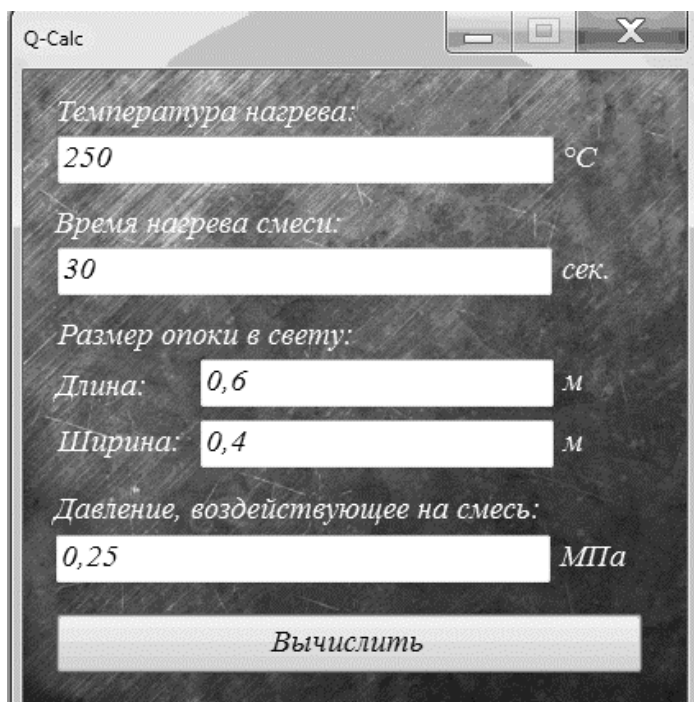 Q-Calc
Температура нагрева:
250 °C
Время нагрева смеси:
30 сек.
Размер опоки в свету:
Длина: 0,6 м
Ширина: 0,4 м
Давление, воздействующее на смесь:
0,25 МПа
Вычислить